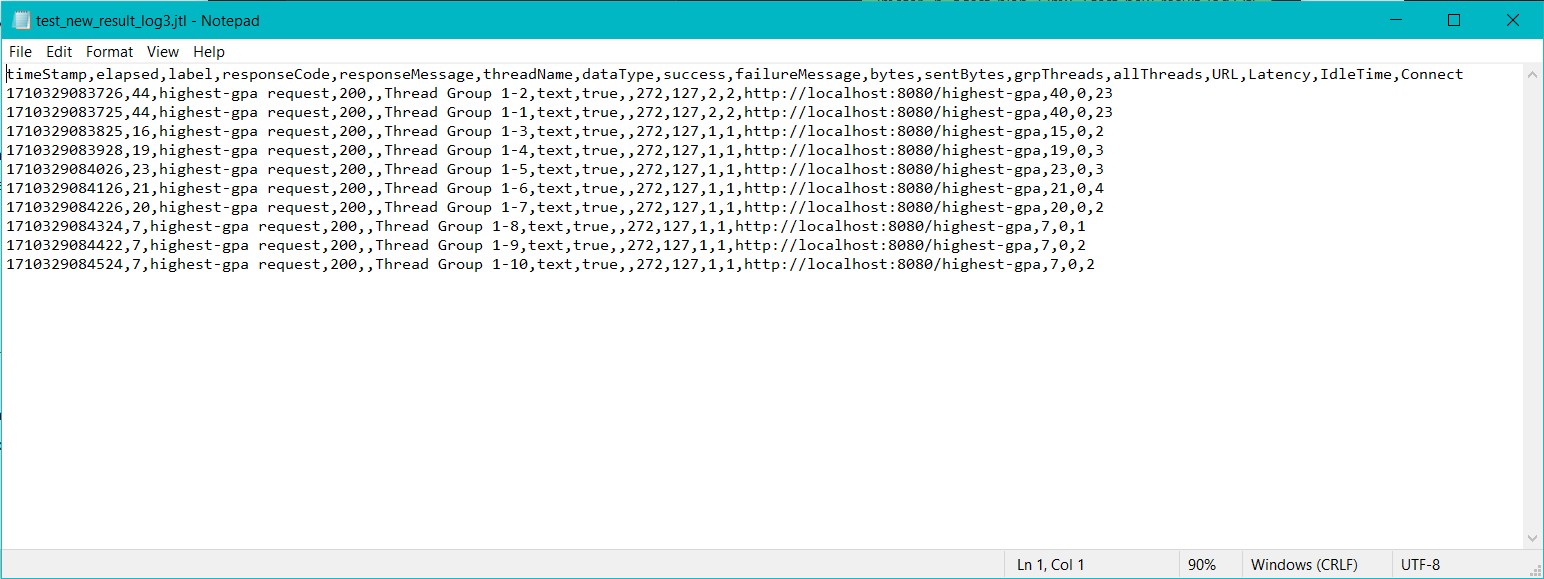 test_new_result_log3.jtl - Notepad
File Edit Format View Help
timeStamp,elapsed,label,responseCode,responseMessage,threadName,dataType,success,failureMessage,bytes,sentBytes,grpThreads,allThreads,URL,Latency,IdleTime,Connect
1710329083726,44,highest-gpa request,200,,Thread Group 1-2,text,true,,272,127,2,2,http://localhost:8080/highest-gpa,40,0,23
1710329083725,44,highest-gpa request,200,,Thread Group 1-1,text,true,,272,127,2,2,http://localhost:8080/highest-gpa,40,0,23
1710329083825,16,highest-gpa request,200,,Thread Group 1-3,text,true,,272,127,1,1,http://localhost:8080/highest-gpa,15,0,2
1710329083928,19,highest-gpa request,200,,Thread Group 1-4,text,true,,272,127,1,1,http://localhost:8080/highest-gpa,19,0,3
1710329084026,23,highest-gpa request,200,,Thread Group 1-5,text,true,,272,127,1,1,http://localhost:8080/highest-gpa,23,0,3
1710329084126,21,highest-gpa request,200,,Thread Group 1-6,text,true,,272,127,1,1,http://localhost:8080/highest-gpa,21,0,4
1710329084226,20,highest-gpa request,200,,Thread Group 1-7,text,true,,272,127,1,1,http://localhost:8080/highest-gpa,20,0,2
1710329084324,7,highest-gpa request,200,,Thread Group 1-8,text,true,,272,127,1,1,http://localhost:8080/highest-gpa,7,0,1
1710329084422,7,highest-gpa request,200,,Thread Group 1-9,text,true,,272,127,1,1,http://localhost:8080/highest-gpa,7,0,2
1710329084524,7,highest-gpa request,200,,Thread Group 1-10,text,true,,272,127,1,1,http://localhost:8080/highest-gpa,7,0,2
Ln 1, Col 1 90% Windows (CRLF) UTF-8